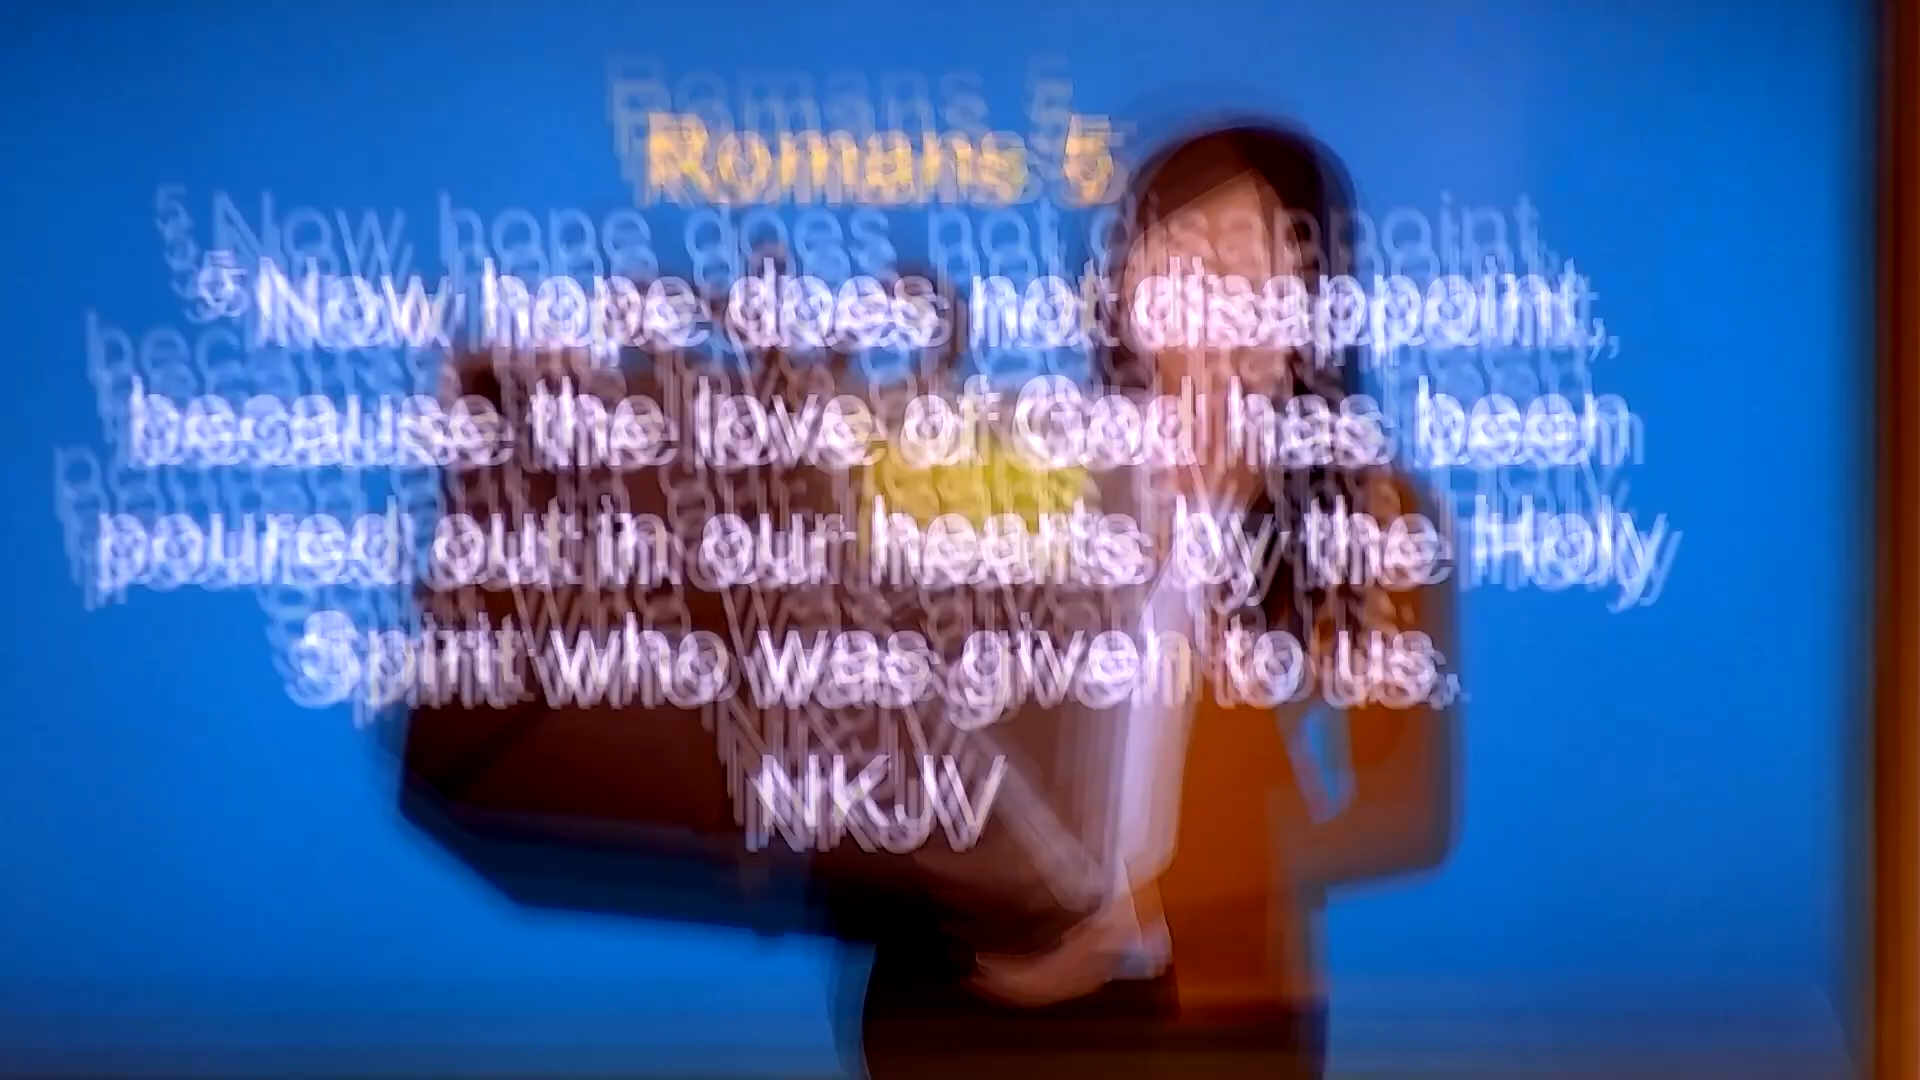 Romans 5
5 Now hope does not disappoint,
because the love of God has been
poured out in our hearts by the Holy
Spirit who was given to us.
NKJV